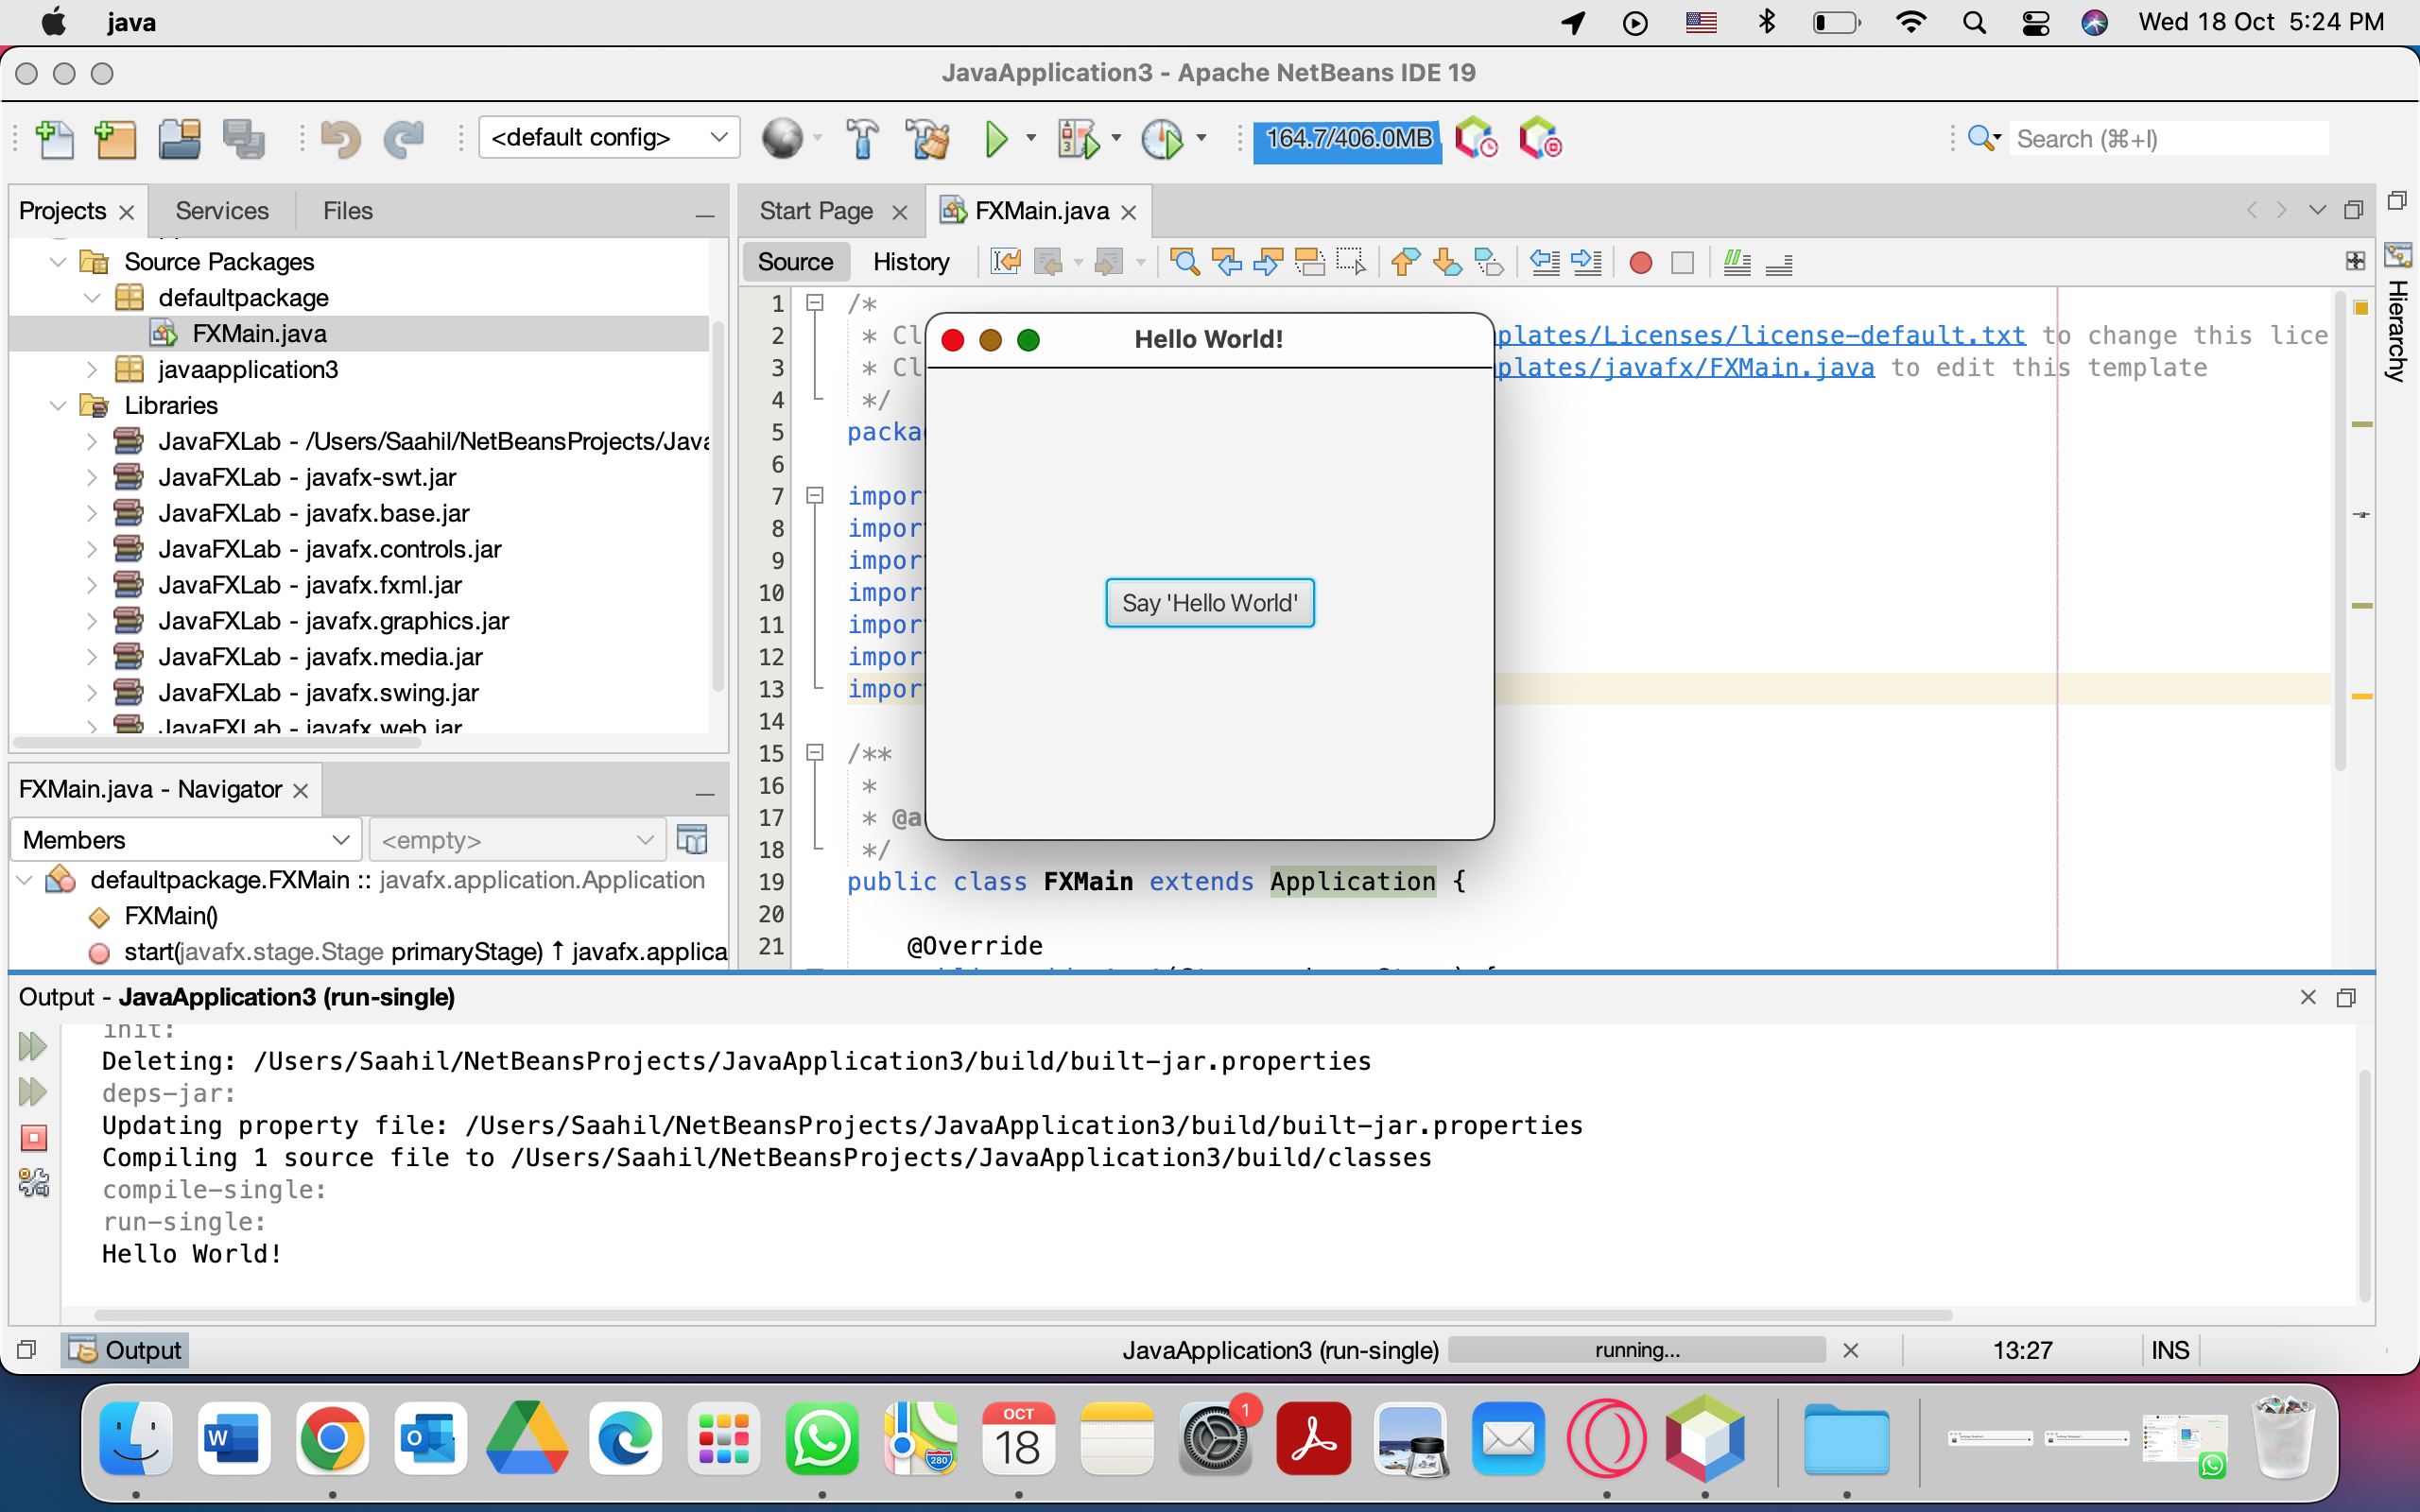 java
Wed 18 Oct 5:24 PM
JavaApplication3 - Apache NetBeans IDE 19
<default config>
164.7/406.0MB
Search (⌘+I)
Projects
Services
Files
Source Packages
defaultpackage
FXMain.java
javaapplication3
Libraries
JavaFXLab - /Users/Saahil/NetBeansProjects/Java
JavaFXLab - javafx-swt.jar
JavaFXLab - javafx.base.jar
JavaFXLab - javafx.controls.jar
JavaFXLab - javafx.fxml.jar
JavaFXLab - javafx.graphics.jar
JavaFXLab - javafx.media.jar
JavaFXLab - javafx.swing.jar
JavaFXLab - javafx.web.jar
FXMain.java - Navigator
Members
<empty>
defaultpackage.FXMain :: javafx.application.Application
FXMain()
start(javafx.stage.Stage primaryStage) ↑ javafx.applica
Start Page
FXMain.java
Source
History
1 /*
2 * Cl plates/Licenses/license-default.txt to change this lice
3 * Cl plates/javafx/FXMain.java to edit this template
4 */
5 packa
6
7 impor
8 impor
9 impor
10 impor
11 impor
12 impor
13 impor
14
15 /**
16 *
17 * @a
18 */
19 public class FXMain extends Application {
20
21 @Override
Hello World!
Say 'Hello World'
Hierarchy
Output - JavaApplication3 (run-single)
init:
Deleting: /Users/Saahil/NetBeansProjects/JavaApplication3/build/built-jar.properties
deps-jar:
Updating property file: /Users/Saahil/NetBeansProjects/JavaApplication3/build/built-jar.properties
Compiling 1 source file to /Users/Saahil/NetBeansProjects/JavaApplication3/build/classes
compile-single:
run-single:
Hello World!
Output
JavaApplication3 (run-single)
running...
13:27
INS
W
O
280
OCT
18
1